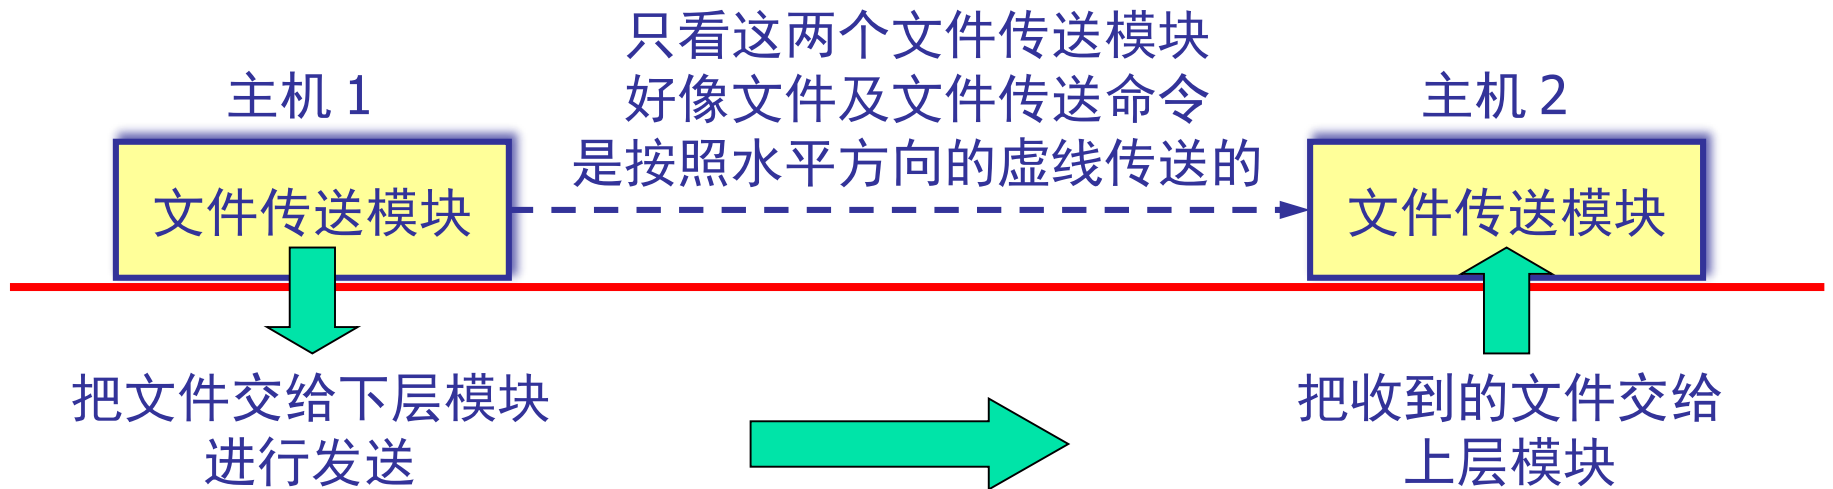 只看这两个文件传送模块
好像文件及文件传送命令
是按照水平方向的虚线传送的
主机 1
主机 2
文件传送模块
文件传送模块
把文件交给下层模块
进行发送
把收到的文件交给
上层模块